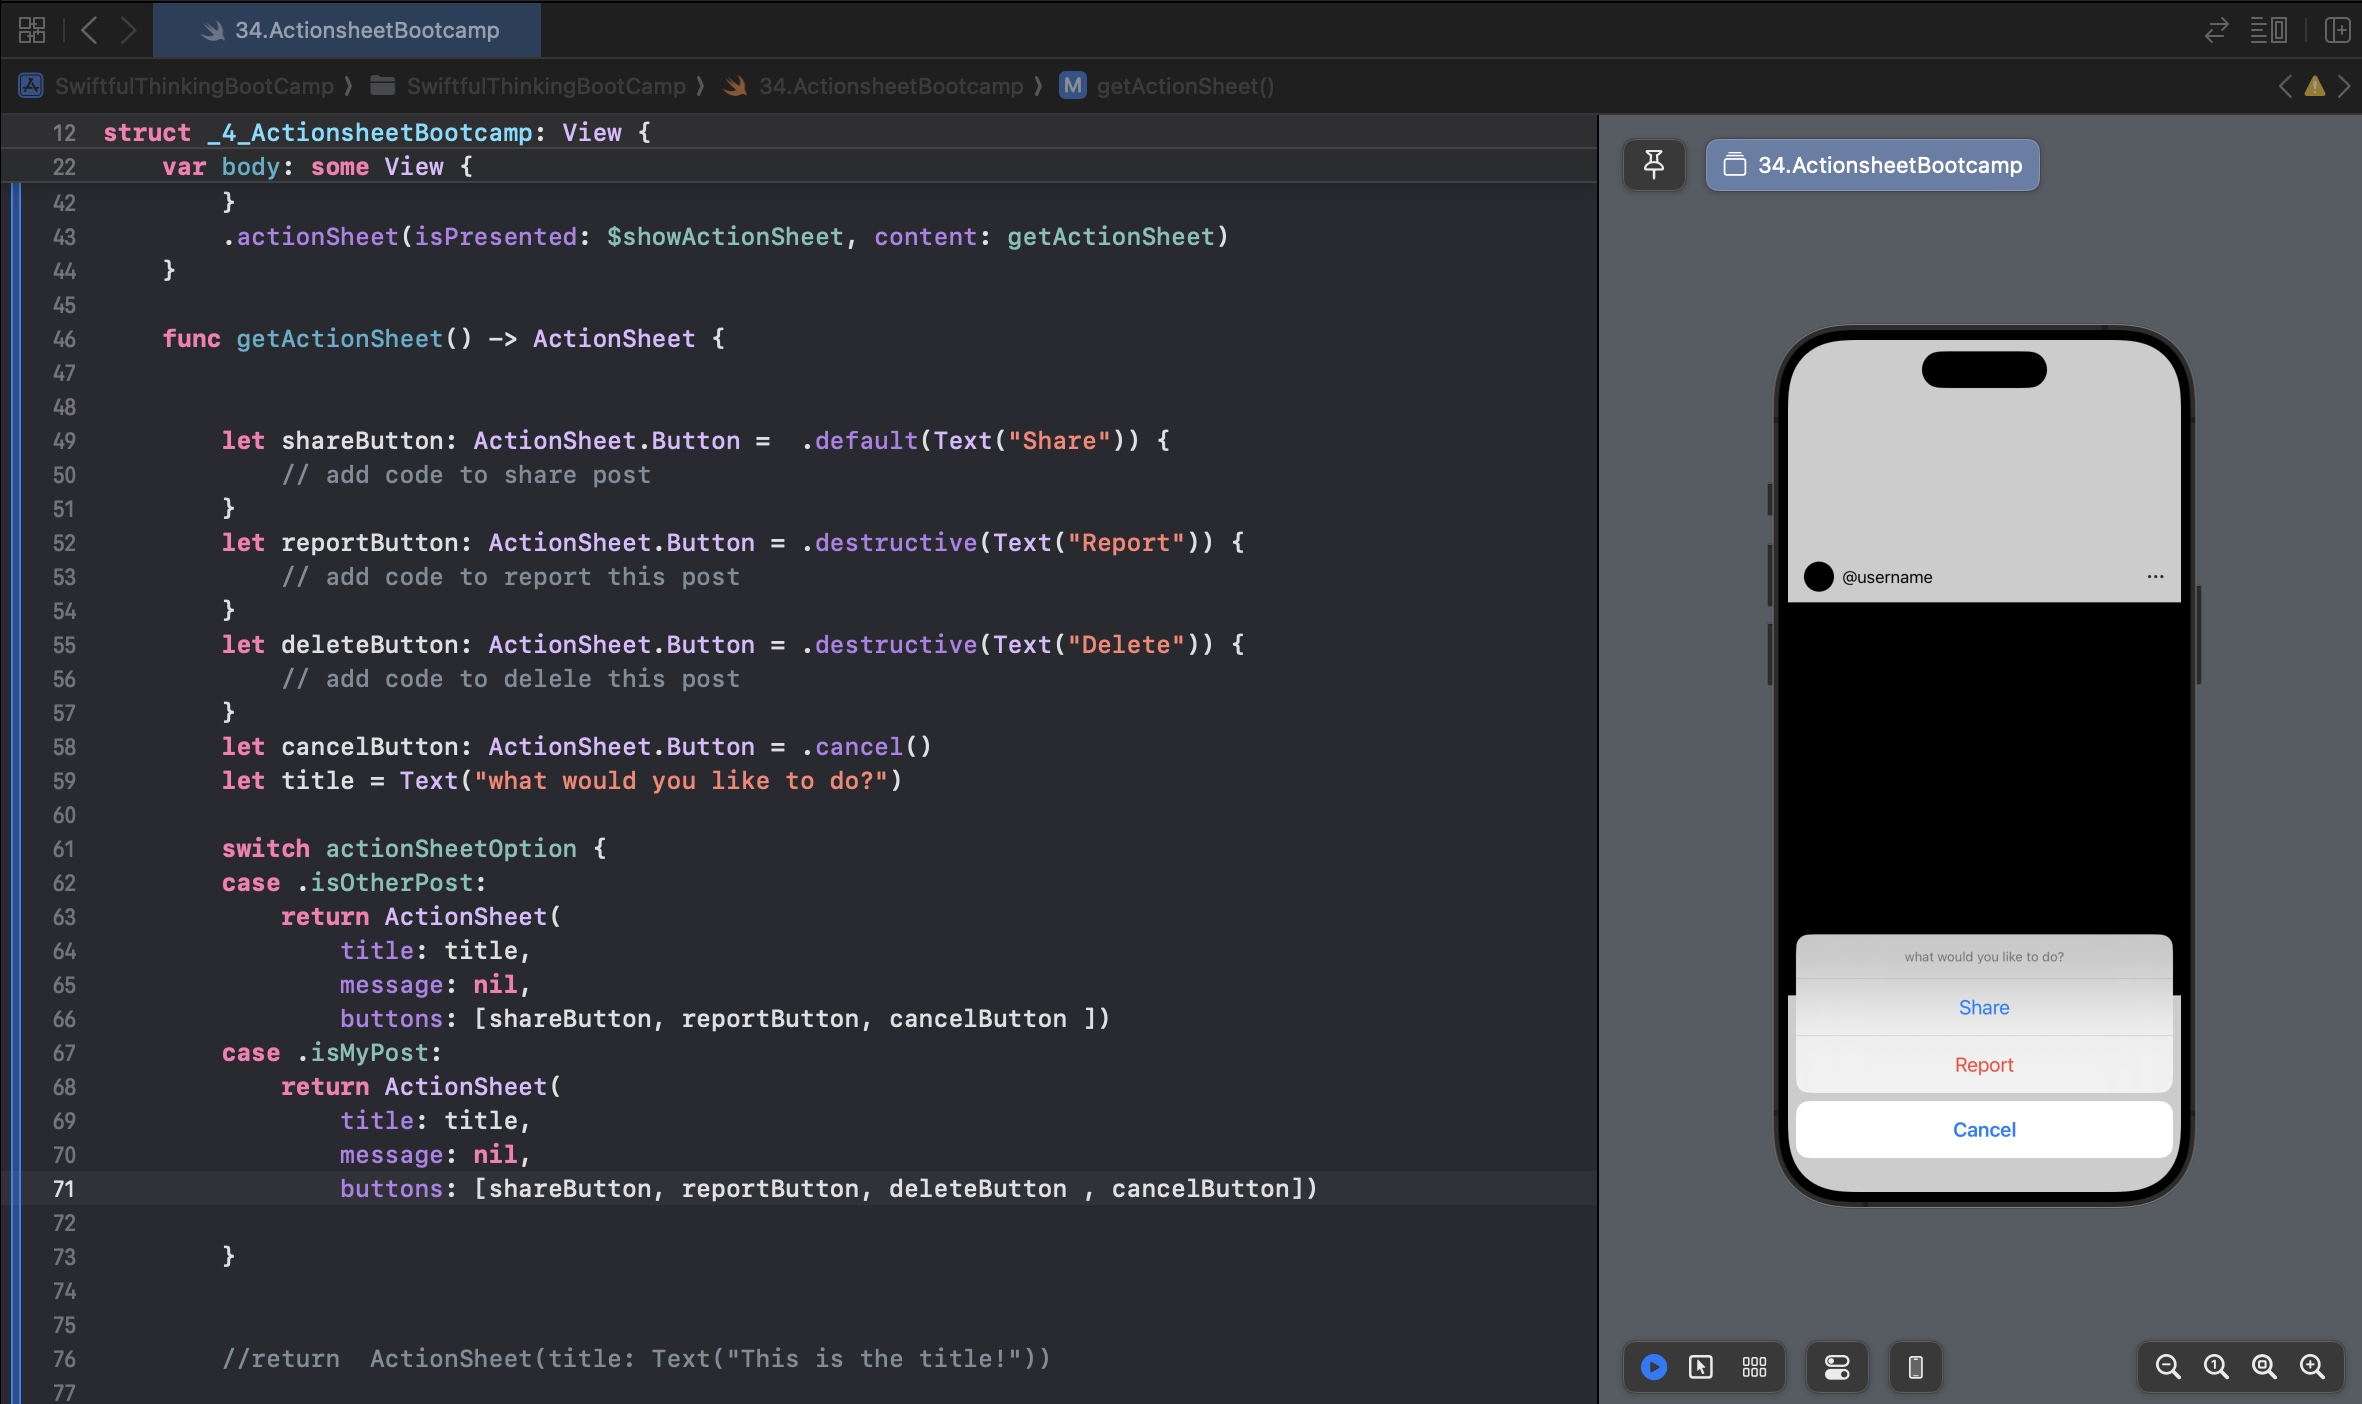 34.ActionsheetBootcamp
SwiftfulThinkingBootCamp ⟩ SwiftfulThinkingBootCamp ⟩ 34.ActionsheetBootcamp ⟩ M getActionSheet()
12 struct _4_ActionsheetBootcamp: View {
22     var body: some View {
42         }
43         .actionSheet(isPresented: $showActionSheet, content: getActionSheet)
44     }
45
46     func getActionSheet() -> ActionSheet {
47
48
49         let shareButton: ActionSheet.Button =  .default(Text("Share")) {
50             // add code to share post
51         }
52         let reportButton: ActionSheet.Button = .destructive(Text("Report")) {
53             // add code to report this post
54         }
55         let deleteButton: ActionSheet.Button = .destructive(Text("Delete")) {
56             // add code to delele this post
57         }
58         let cancelButton: ActionSheet.Button = .cancel()
59         let title = Text("what would you like to do?")
60
61         switch actionSheetOption {
62         case .isOtherPost:
63             return ActionSheet(
64                 title: title,
65                 message: nil,
66                 buttons: [shareButton, reportButton, cancelButton ])
67         case .isMyPost:
68             return ActionSheet(
69                 title: title,
70                 message: nil,
71                 buttons: [shareButton, reportButton, deleteButton , cancelButton])
72
73         }
74
75
76         //return  ActionSheet(title: Text("This is the title!"))
77
34.ActionsheetBootcamp
@username
what would you like to do?
Share
Report
Cancel